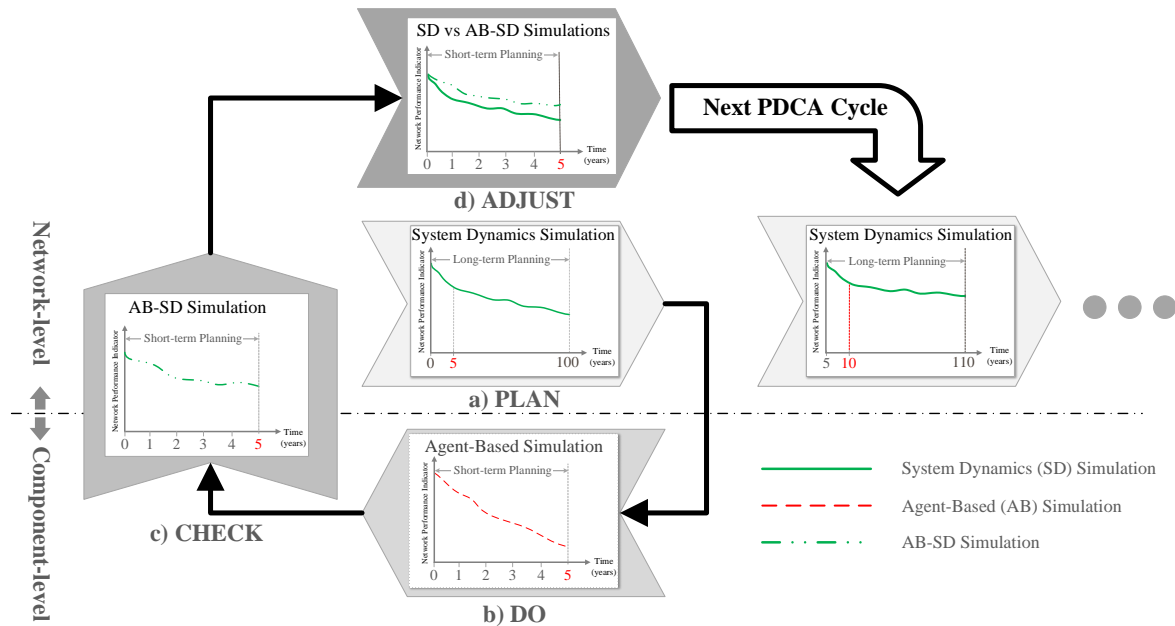 SD vs AB-SD Simulations
Short-term Planning
Network Performance Indicator
Time
(years)
0 1 2 3 4 5
d) ADJUST
Next PDCA Cycle
System Dynamics Simulation
Long-term Planning
Network Performance Indicator
Time
(years)
0 5 100
a) PLAN
System Dynamics Simulation
Long-term Planning
Network Performance Indicator
Time
(years)
5 10 110
AB-SD Simulation
Short-term Planning
Network Performance Indicator
Time
(years)
0 1 2 3 4 5
c) CHECK
Agent-Based Simulation
Short-term Planning
Network Performance Indicator
Time
(years)
0 1 2 3 4 5
b) DO
Network-level
Component-level
System Dynamics (SD) Simulation
Agent-Based (AB) Simulation
AB-SD Simulation